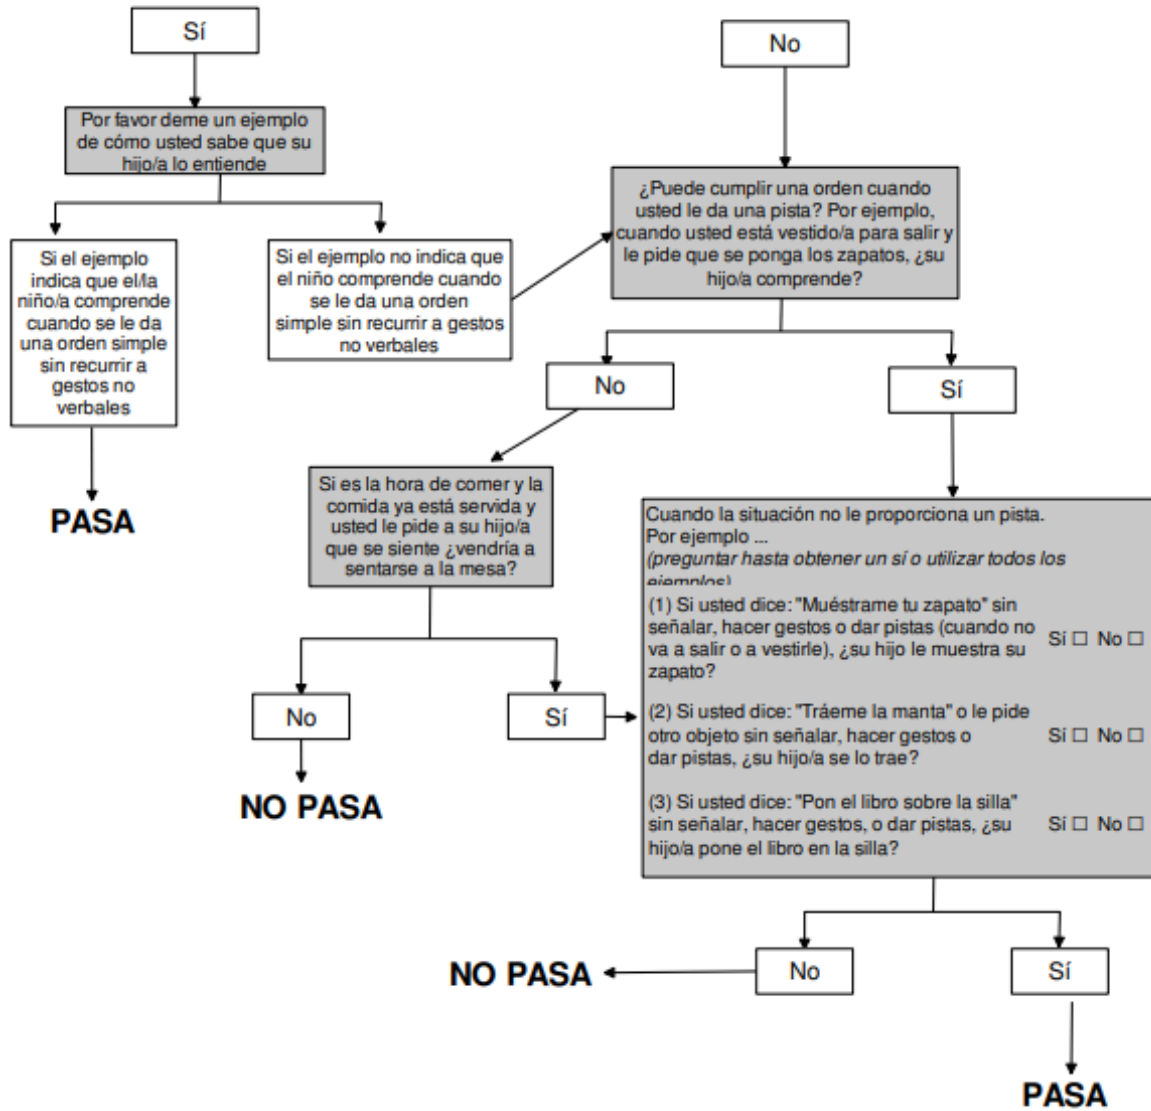 Sí
No
Por favor deme un ejemplo
de cómo usted sabe que su
hijo/a lo entiende
¿Puede cumplir una orden cuando
usted le da una pista? Por ejemplo,
cuando usted está vestido/a para salir y
le pide que se ponga los zapatos, ¿su
hijo/a comprende?
Si el ejemplo
indica que el/la
niño/a comprende
cuando se le da
una orden simple
sin recurrir a
gestos no
verbales
Si el ejemplo no indica que
el niño comprende cuando
se le da una orden
simple sin recurrir a gestos
no verbales
No
Sí
PASA
Si es la hora de comer y la
comida ya está servida y
usted le pide a su hijo/a
que se siente ¿vendría a
sentarse a la mesa?
Cuando la situación no le proporciona un pista.
Por ejemplo ...
(preguntar hasta obtener un sí o utilizar todos los
ejemplos)
(1) Si usted dice: "Muéstrame tu zapato" sin
señalar, hacer gestos o dar pistas (cuando no
va a salir o a vestirle), ¿su hijo le muestra su
zapato?
Sí ☐ No ☐
(2) Si usted dice: "Tráeme la manta" o le pide
otro objeto sin señalar, hacer gestos o
dar pistas, ¿su hijo/a se lo trae?
Sí ☐ No ☐
(3) Si usted dice: "Pon el libro sobre la silla"
sin señalar, hacer gestos, o dar pistas, ¿su
hijo/a pone el libro en la silla?
Sí ☐ No ☐
No
Sí
NO PASA
No
Sí
NO PASA
PASA